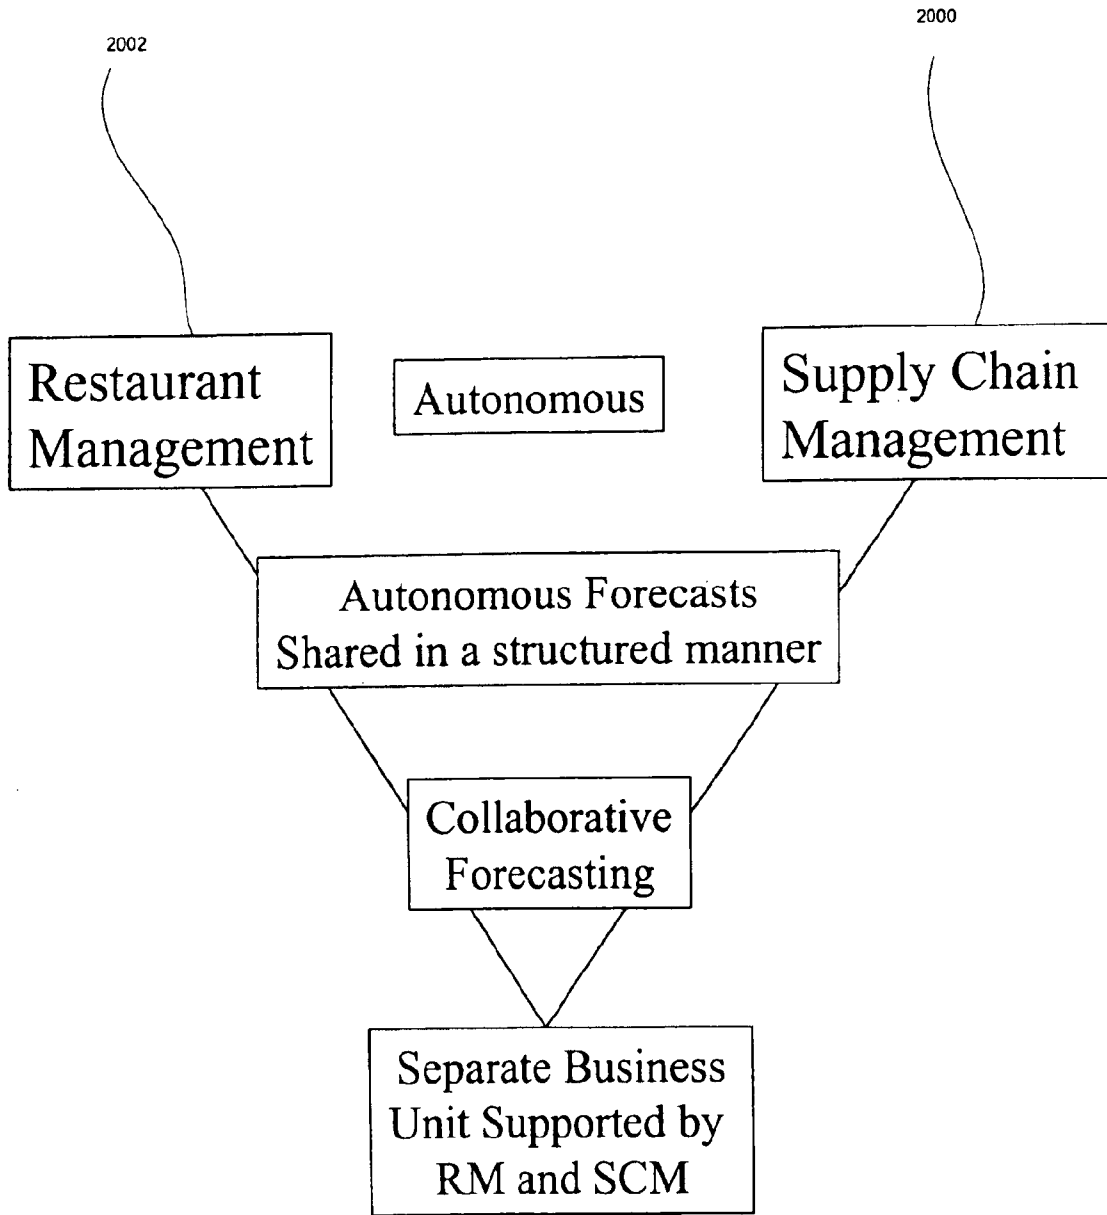 2002
2000
Restaurant
Management
Autonomous
Supply Chain
Management
Autonomous Forecasts
Shared in a structured manner
Collaborative
Forecasting
Separate Business
Unit Supported by
RM and SCM